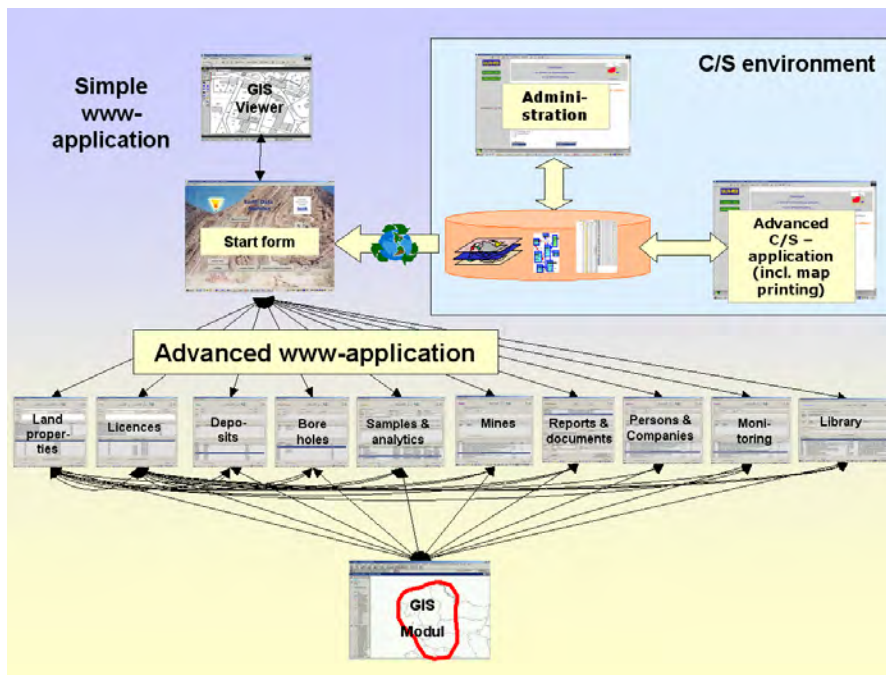 Simple
www-
application
GIS
Viewer
C/S environment
Admini-
stration
Start form
Advanced
C/S –
application
(incl. map
printing)
Advanced www-application
Land
proper-
ties
Licences
Depo-
sits
Bore
holes
Samples &
analytics
Mines
Reports &
documents
Persons &
Companies
Moni-
toring
Library
GIS
Modul